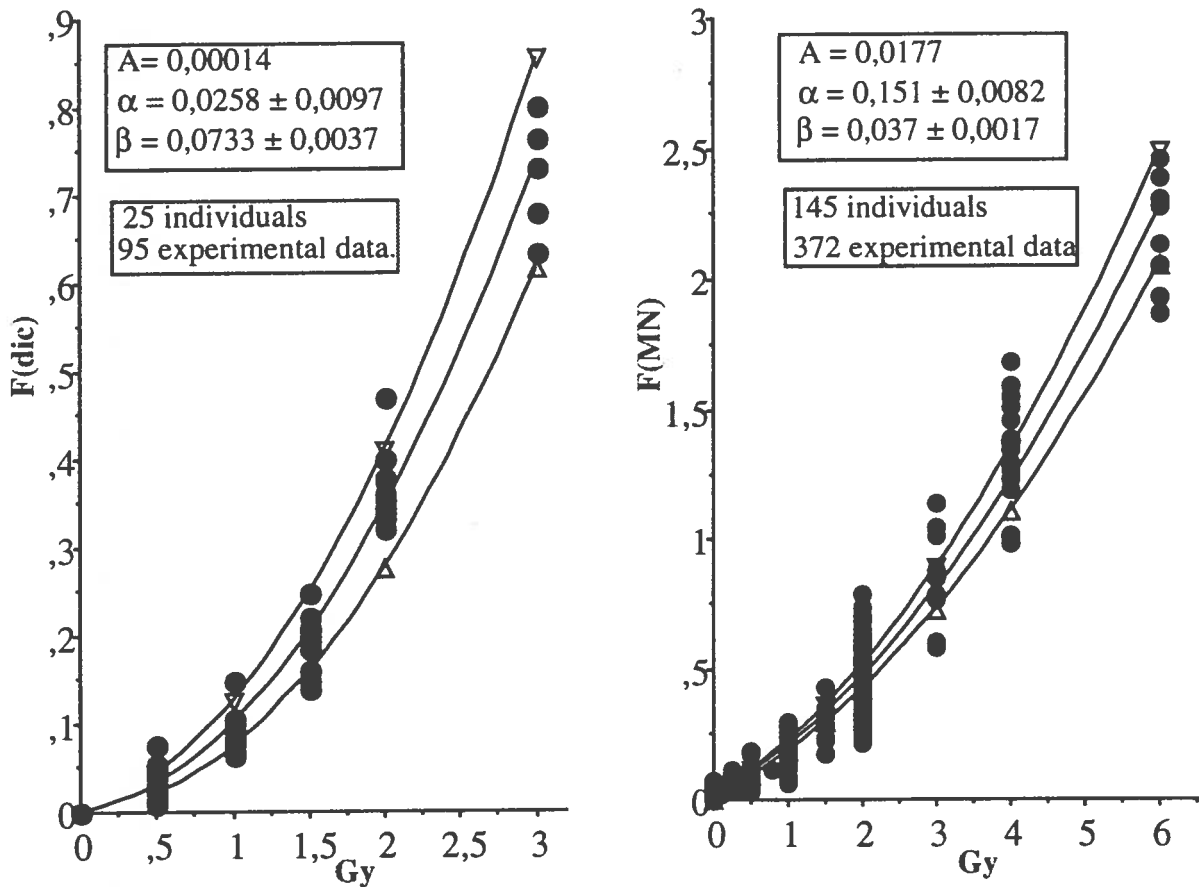 F(dic)
,9
,8
,7
,6
,5
,4
,3
,2
,1
0
A= 0,00014
α = 0,0258 ± 0,0097
β = 0,0733 ± 0,0037
25 individuals
95 experimental data.
0 ,5 1 1,5 2 2,5 3
Gy
F(MN)
3
2,5
2
1,5
1
,5
0
A = 0,0177
α = 0,151 ± 0,0082
β = 0,037 ± 0,0017
145 individuals
372 experimental data
0 1 2 3 4 5 6
Gy